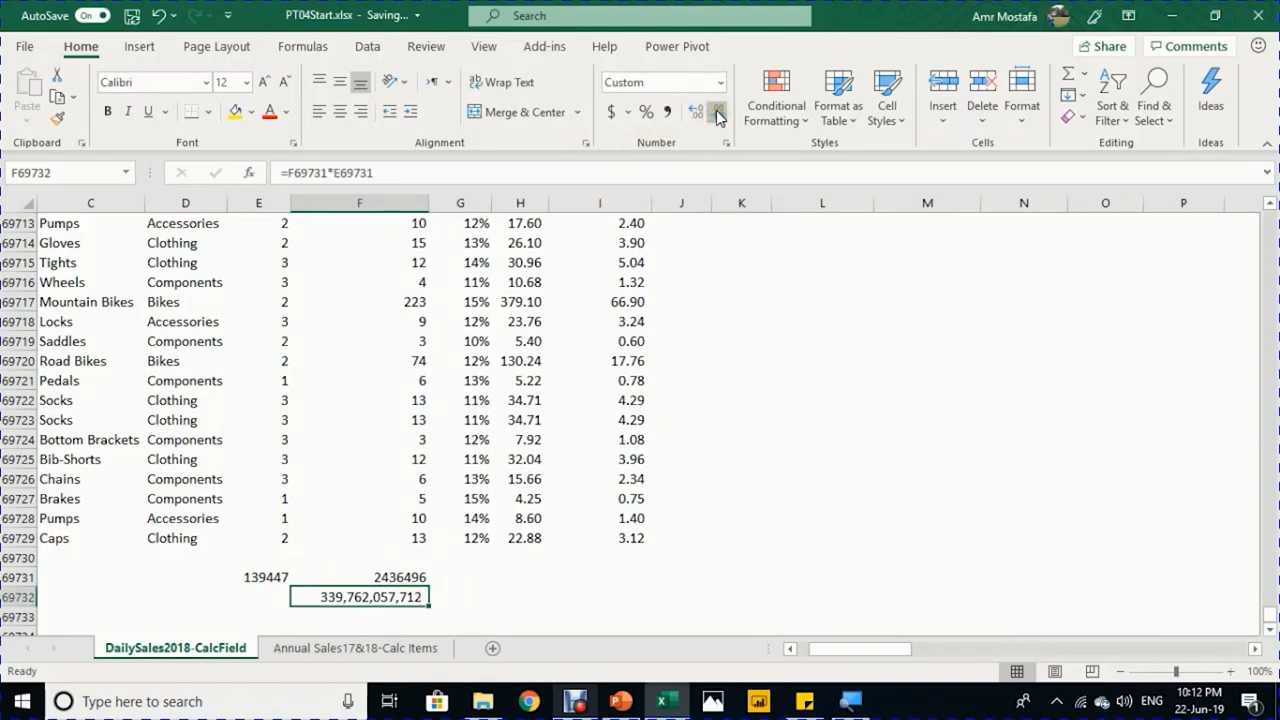 AutoSave On PT04Start.xlsx - Saving... Search Amr Mostafa
File Home Insert Page Layout Formulas Data Review View Add-ins Help Power Pivot Share Comments
Calibri 12 Wrap Text Custom
Paste B I U A Merge & Center $ % Conditional Formatting Format as Table Cell Styles Insert Delete Format Sort & Filter Find & Select Ideas
Clipboard Font Alignment Number Styles Cells Editing Ideas
F69732 fx =F69731*E69731
C D E F G H I J K L M N O P
69713 Pumps Accessories 2 10 12% 17.60 2.40
69714 Gloves Clothing 2 15 13% 26.10 3.90
69715 Tights Clothing 3 12 14% 30.96 5.04
69716 Wheels Components 3 4 11% 10.68 1.32
69717 Mountain Bikes Bikes 2 223 15% 379.10 66.90
69718 Locks Accessories 3 9 12% 23.76 3.24
69719 Saddles Components 2 3 10% 5.40 0.60
69720 Road Bikes Bikes 2 74 12% 130.24 17.76
69721 Pedals Components 1 6 13% 5.22 0.78
69722 Socks Clothing 3 13 11% 34.71 4.29
69723 Socks Clothing 3 13 11% 34.71 4.29
69724 Bottom Brackets Components 3 3 12% 7.92 1.08
69725 Bib-Shorts Clothing 3 12 11% 32.04 3.96
69726 Chains Components 3 6 13% 15.66 2.34
69727 Brakes Components 1 5 15% 4.25 0.75
69728 Pumps Accessories 1 10 14% 8.60 1.40
69729 Caps Clothing 2 13 12% 22.88 3.12
69730
69731 139447 2436496
69732 339,762,057,712
69733
DailySales2018-CalcField Annual Sales17&18-Calc Items
Ready 100%
Type here to search ENG 10:12 PM
22-Jun-19